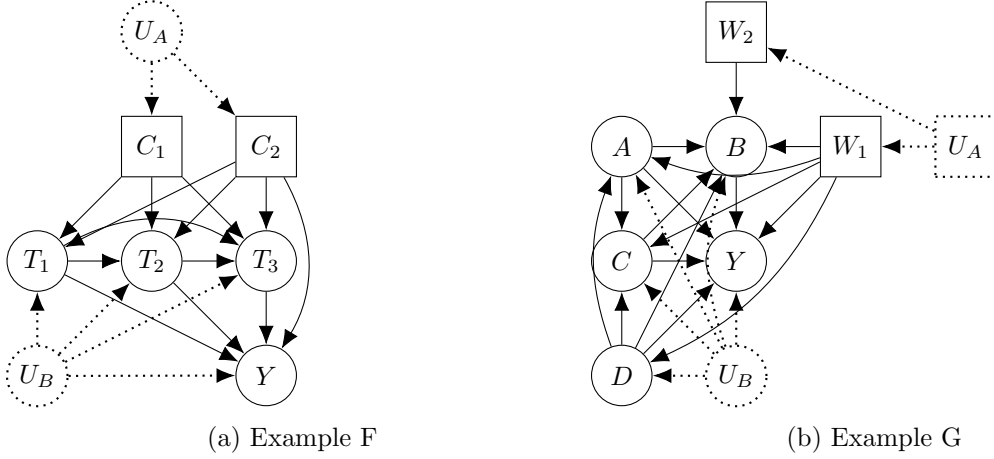 U_A
W_2
C_1 C_2
A B W_1 U_A
T_1 T_2 T_3
C Y
U_B Y
D U_B
(a) Example F
(b) Example G